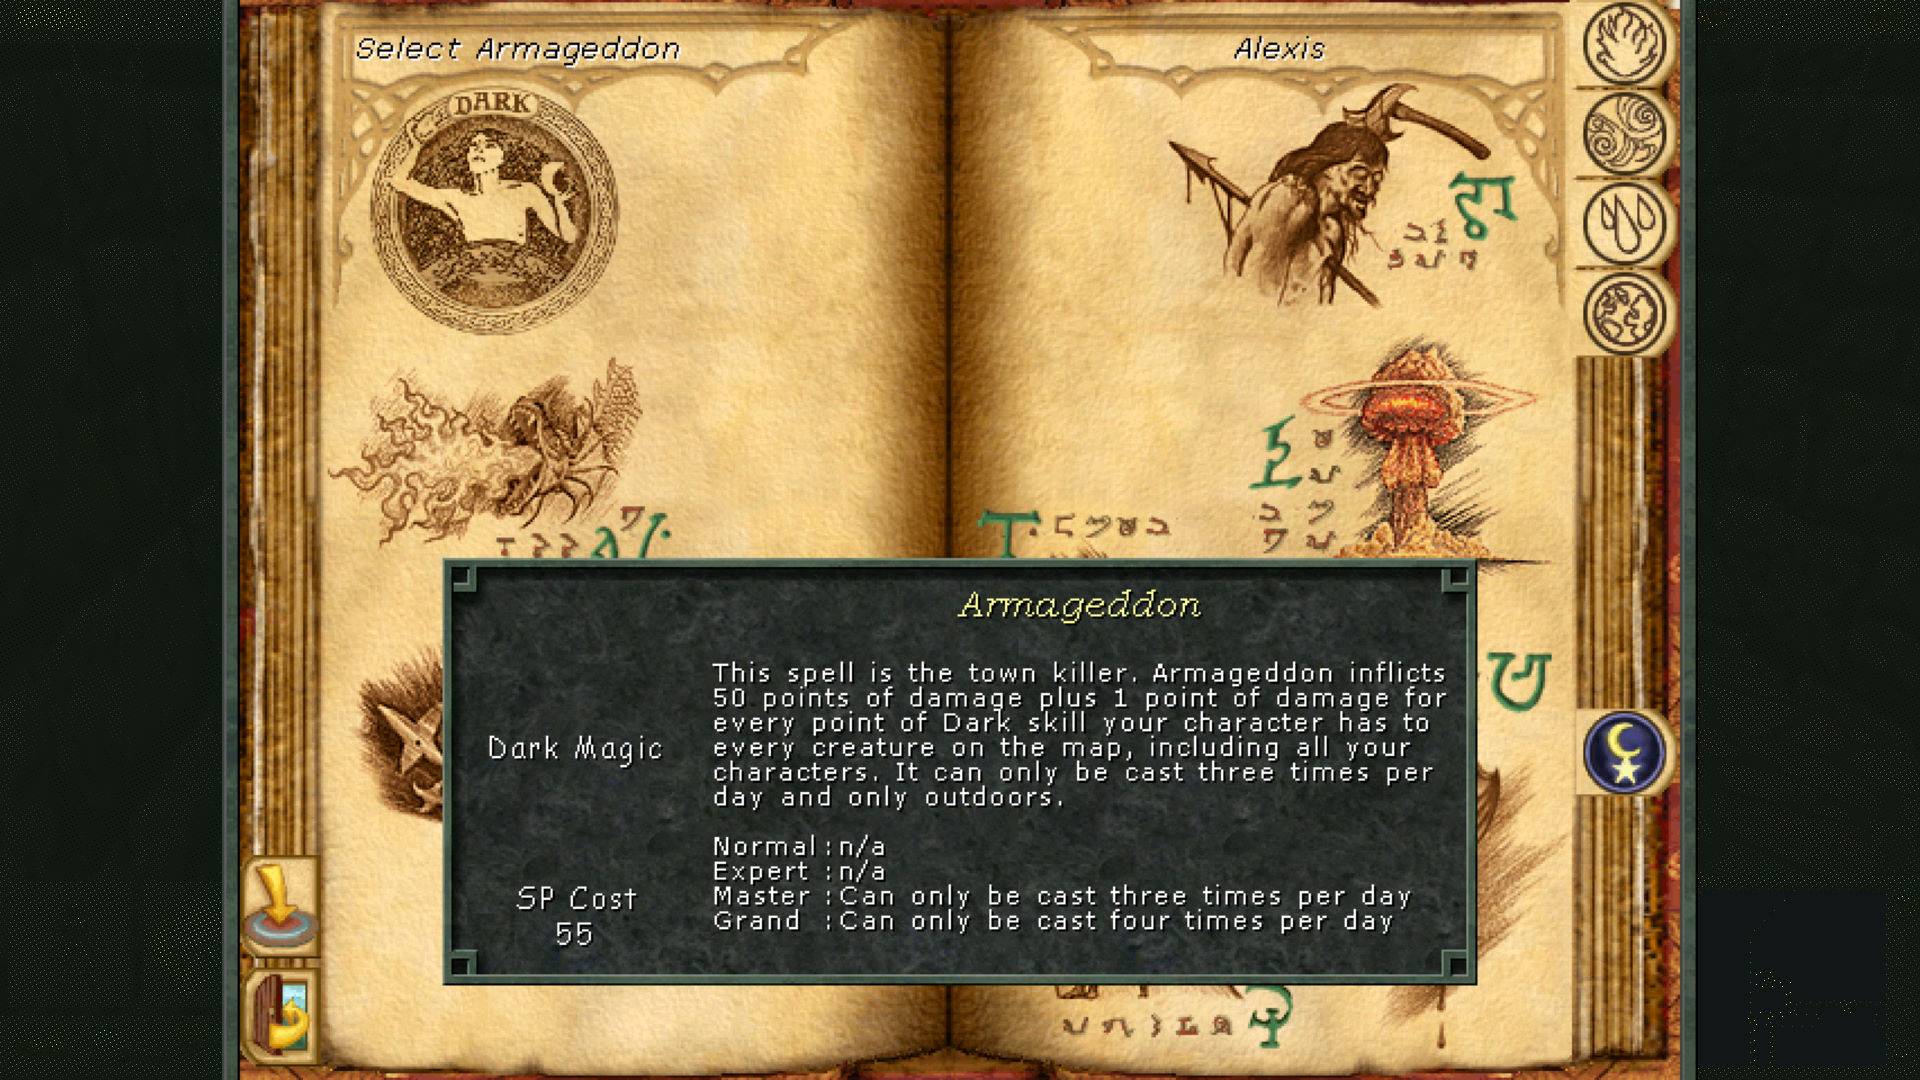 Select Armageddon
Alexis
DARK
Armageddon
This spell is the town killer. Armageddon inflicts
50 points of damage plus 1 point of damage for
every point of Dark skill your character has to
every creature on the map, including all your
characters. It can only be cast three times per
day and only outdoors.
Dark Magic
Normal : n/a
Expert : n/a
Master : Can only be cast three times per day
Grand : Can only be cast four times per day
SP Cost
55